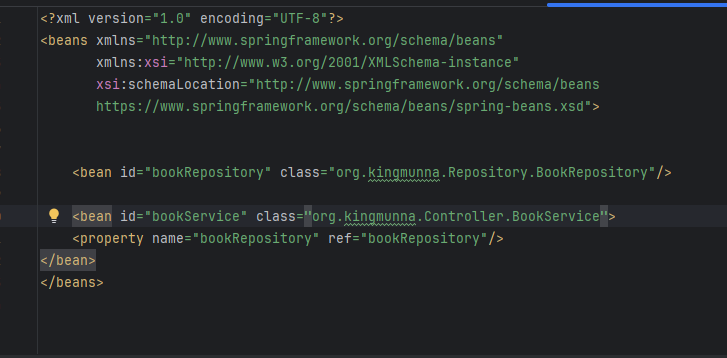 <?xml version="1.0" encoding="UTF-8"?>
<beans xmlns="http://www.springframework.org/schema/beans"
xmlns:xsi="http://www.w3.org/2001/XMLSchema-instance"
xsi:schemaLocation="http://www.springframework.org/schema/beans
https://www.springframework.org/schema/beans/spring-beans.xsd">
<bean id="bookRepository" class="org.kingmunna.Repository.BookRepository"/>
<bean id="bookService" class="org.kingmunna.Controller.BookService">
<property name="bookRepository" ref="bookRepository"/>
</bean>
</beans>